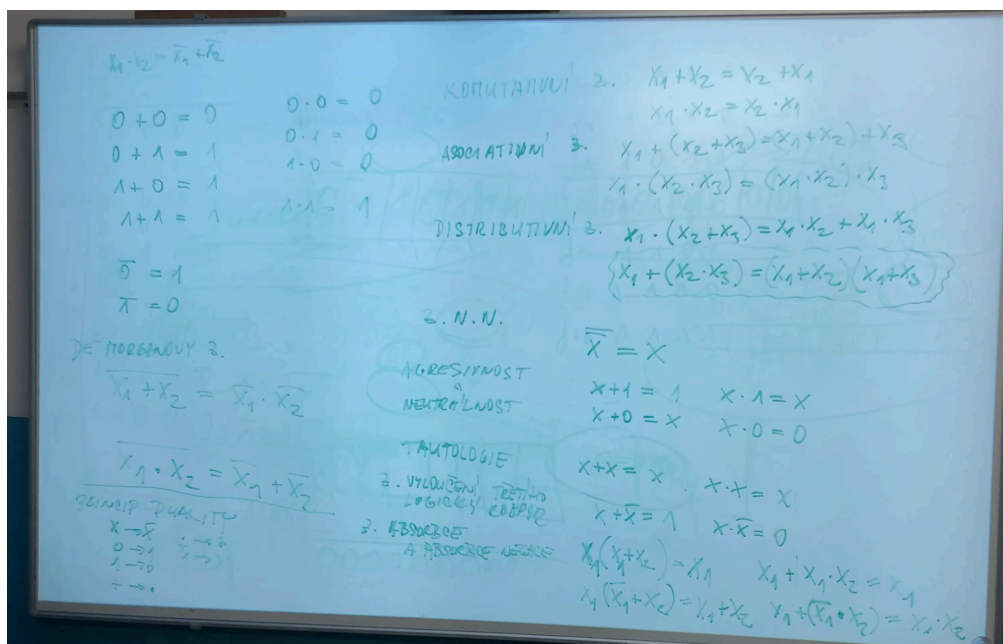 x₁·x₂ = x̅₁+x̅₂
0+0 = 0
0+1 = 1
1+0 = 1
1+1 = 1
0·0 = 0
0·1 = 0
1·0 = 0
1·1 = 1
0̅ = 1
1̅ = 0
DE MORGANOVY Z.
\overline{x₁+x₂} = x̅₁·x̅₂
\overline{x₁·x₂} = x̅₁+x̅₂
PRINCIP DUALITY
x→x̅
0→1
1→0
+→·
·→+
x̅→x
KOMUTATIVNÍ Z. x₁+x₂ = x₂+x₁
x₁·x₂ = x₂·x₁
ASOCIATIVNÍ Z. x₁+(x₂+x₃)=(x₁+x₂)+x₃
x₁·(x₂·x₃)=(x₁·x₂)·x₃
DISTRIBUTIVNÍ Z. x₁·(x₂+x₃)=x₁·x₂+x₁·x₃
x₁+(x₂·x₃)=(x₁+x₂)(x₁+x₃)
Z.N.N. x̿ = x
AGRESIVNOST
A
NEUTRÁLNOST
x+1 = 1 x·1=x
x+0 = x x·0=0
TAUTOLOGIE x+x = x x·x = x
Z. VYLOUČENÍ TŘETÍHO
LOGICKÝ ROZPOR
x+x̅ = 1 x·x̅=0
Z. ABSORBCE
A ABSORBCE NEGACE
x₁(x₁+x₂)=x₁ x₁+x₁·x₂=x₁
x₁(x̅₁+x₂)=x₁+x₂ x₁+(x̅₁·x₂)=x₁·x₂